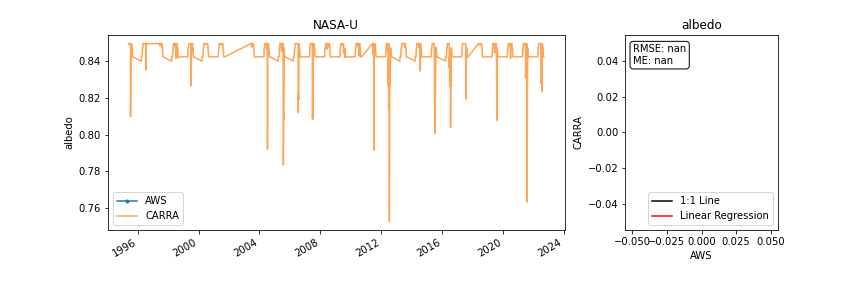 NASA-U
albedo
0.84
0.82
0.80
0.78
0.76
AWS
CARRA
1996
2000
2004
2008
2012
2016
2020
2024
albedo
CARRA
0.04
0.02
0.00
−0.02
−0.04
RMSE: nan
ME: nan
1:1 Line
Linear Regression
−0.050 −0.025 0.000 0.025 0.050
AWS